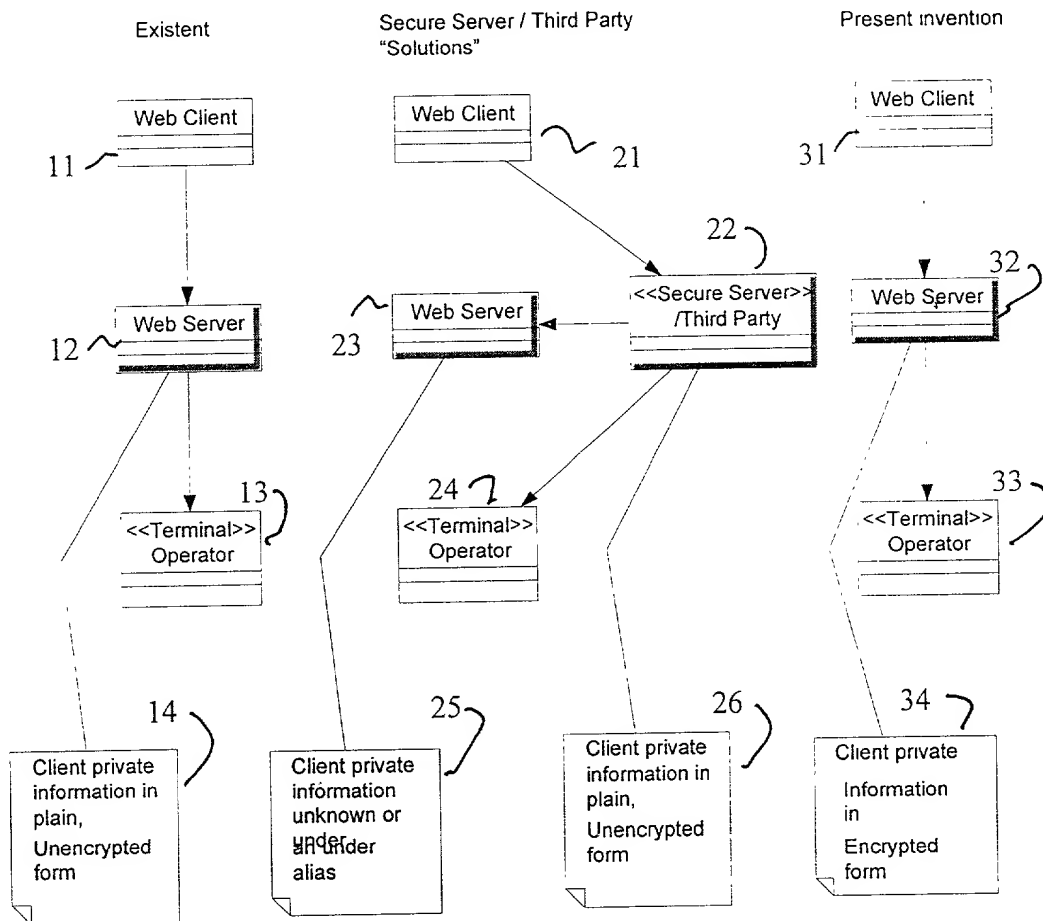 Existent
Secure Server / Third Party
“Solutions”
Present invention
Web Client
11
Web Client
21
Web Client
31
22
32
Web Server
12
Web Server
23
<<Secure Server>>
/Third Party
Web Server
13
<<Terminal>>
Operator
24
<<Terminal>>
Operator
33
<<Terminal>>
Operator
14
Client private
information in
plain,
Unencrypted
form
25
Client private
information
unknown or
under
an under
alias
26
Client private
information in
plain,
Unencrypted
form
34
Client private
Information
in
Encrypted
form